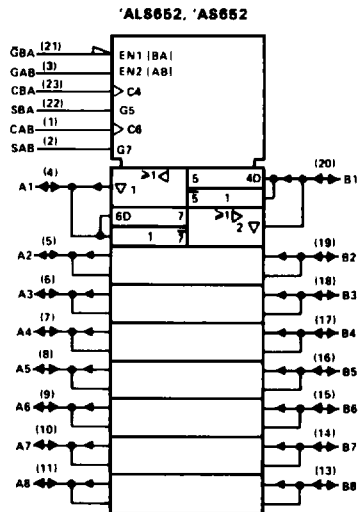 'ALS652, 'AS652
G̅BA (21) EN1 [BA]
GAB (3) EN2 [AB]
CBA (23) C4
SBA (22) G5
CAB (1) C6
SAB (2) G7
A1 (4) ▽ 1 ≥1 ◁ 5 4D (20) B1
5̅ 1
6D 7 ≥1 ▷
1 7̅ 2 ▽
A2 (5) (19) B2
A3 (6) (18) B3
A4 (7) (17) B4
A5 (8) (16) B5
A6 (9) (15) B6
A7 (10) (14) B7
A8 (11) (13) B8